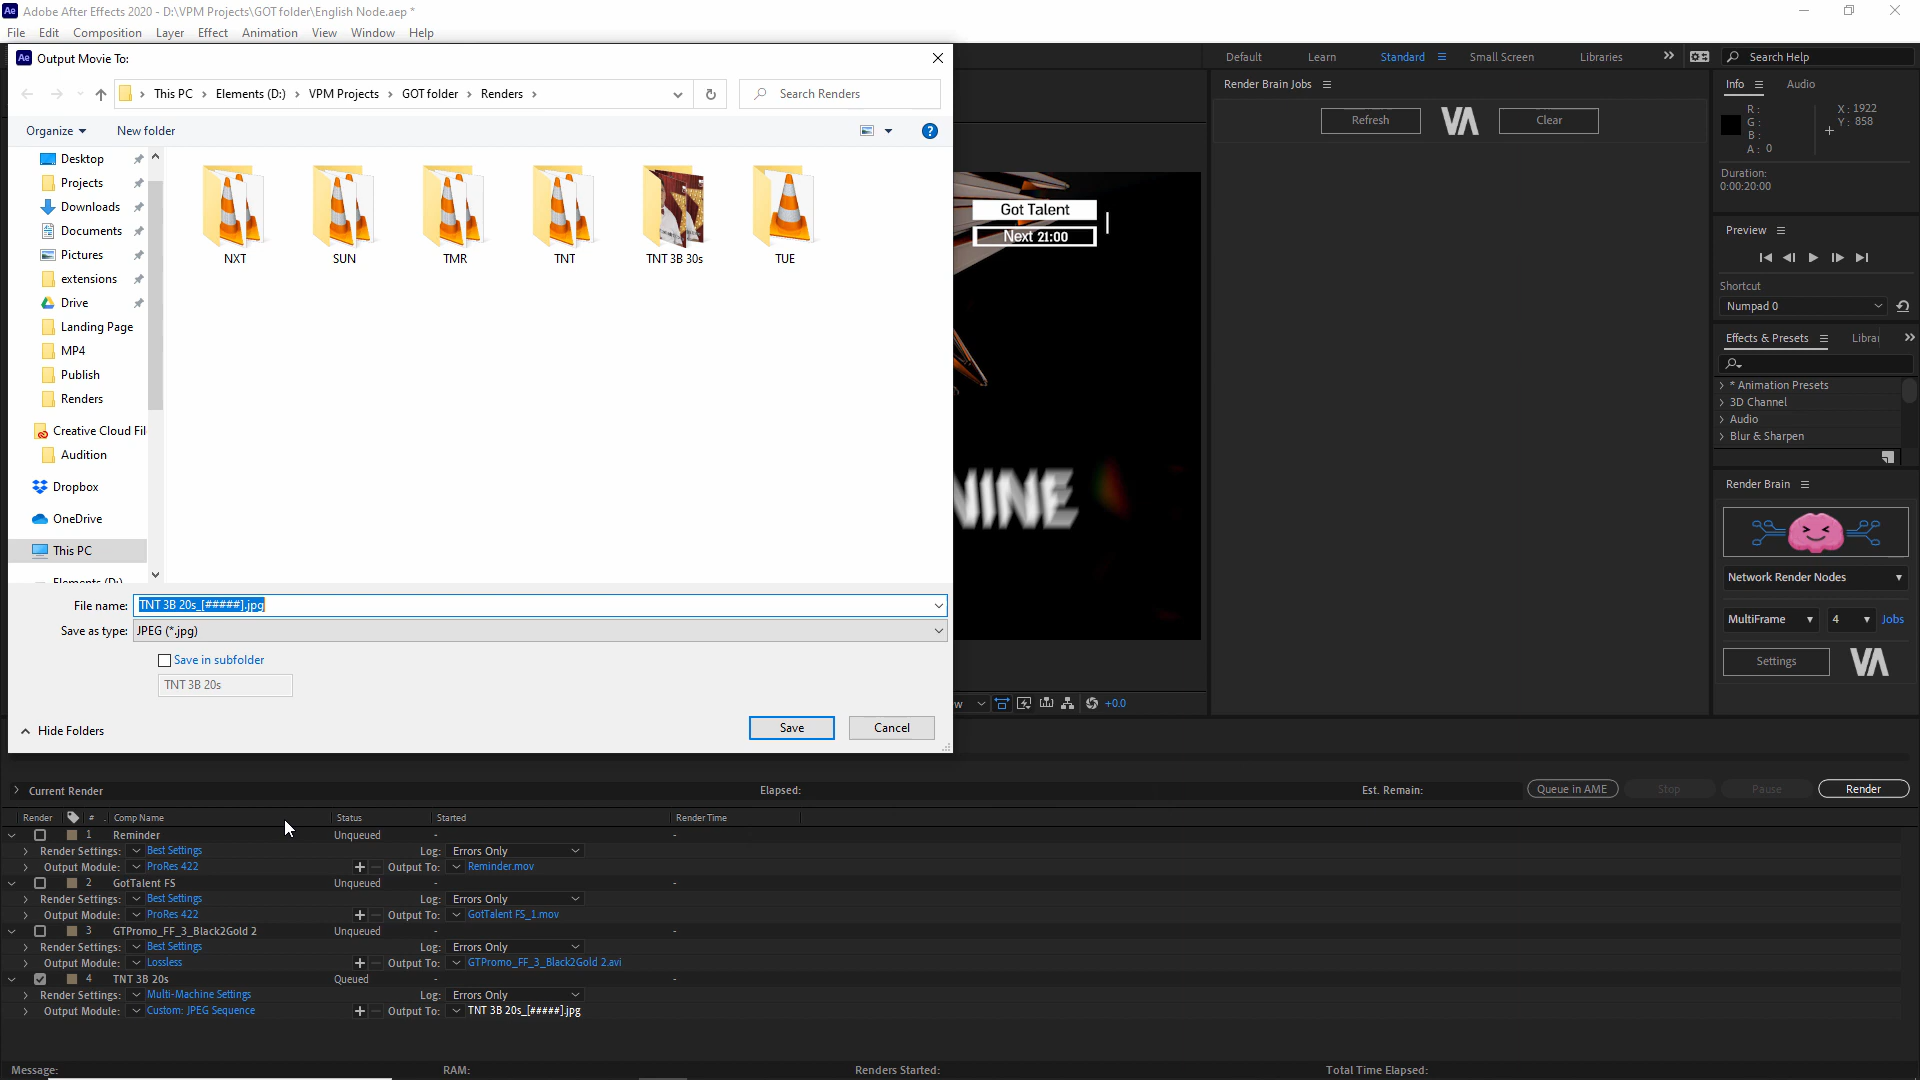 Ae Adobe After Effects 2020 - D:\VPM Projects\GOT folder\English Node.aep *
File Edit Composition Layer Effect Animation View Window Help
Ae Output Movie To:
Default Learn Standard Small Screen Libraries Search Help
This PC Elements (D:) VPM Projects GOT folder Renders Search Renders
Render Brain Jobs
Info Audio
Organize New folder
Refresh VA Clear
R: X: 1922
G: Y: 858
B:
A: 0
Duration:
0:00:20:00
Desktop
Projects
Downloads
Documents
Pictures
extensions
Drive
Landing Page
MP4
Publish
Renders
Creative Cloud Fil
Audition
Dropbox
OneDrive
This PC
Elements (D:)
NXT SUN TMR TNT TNT 3B 30s TUE
Got Talent
Next 21:00
NINE
Preview
Shortcut
Numpad 0
Effects & Presets Librar
* Animation Presets
3D Channel
Audio
Blur & Sharpen
Render Brain
Network Render Nodes
MultiFrame 4 Jobs
Settings VA
File name: TNT 3B 20s_[#####].jpg
Save as type: JPEG (*.jpg)
Save in subfolder
TNT 3B 20s
Hide Folders Save Cancel
w +0.0
Current Render Elapsed: Est. Remain: Queue in AME Stop Pause Render
Render # Comp Name Status Started Render Time
1 Reminder Unqueued - -
Render Settings: Best Settings Log: Errors Only
Output Module: ProRes 422 Output To: Reminder.mov
2 GotTalent FS Unqueued - -
Render Settings: Best Settings Log: Errors Only
Output Module: ProRes 422 Output To: GotTalent FS_1.mov
3 GTPromo_FF_3_Black2Gold 2 Unqueued - -
Render Settings: Best Settings Log: Errors Only
Output Module: Lossless Output To: GTPromo_FF_3_Black2Gold 2.avi
4 TNT 3B 20s Queued - -
Render Settings: Multi-Machine Settings Log: Errors Only
Output Module: Custom: JPEG Sequence Output To: TNT 3B 20s_[#####].jpg
Message: RAM: Renders Started: Total Time Elapsed: